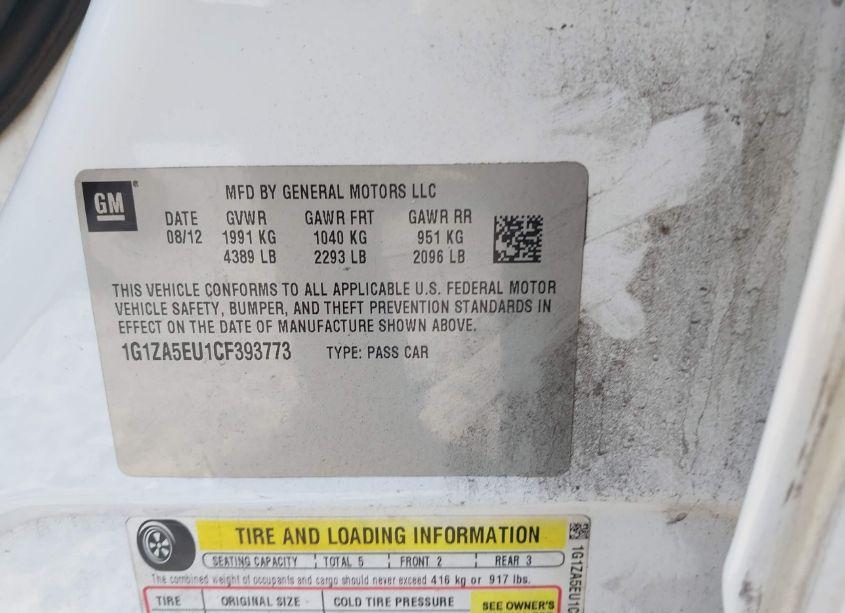 GM
MFD BY GENERAL MOTORS LLC
DATE GVWR GAWR FRT GAWR RR
08/12 1991 KG 1040 KG 951 KG
4389 LB 2293 LB 2096 LB
THIS VEHICLE CONFORMS TO ALL APPLICABLE U.S. FEDERAL MOTOR
VEHICLE SAFETY, BUMPER, AND THEFT PREVENTION STANDARDS IN
EFFECT ON THE DATE OF MANUFACTURE SHOWN ABOVE.
1G1ZA5EU1CF393773 TYPE: PASS CAR
TIRE AND LOADING INFORMATION
SEATING CAPACITY TOTAL 5 FRONT 2 REAR 3
The combined weight of occupants and cargo should never exceed 416 kg or 917 lbs.
TIRE ORIGINAL SIZE COLD TIRE PRESSURE
SEE OWNER'S
1G1ZA5EU1C